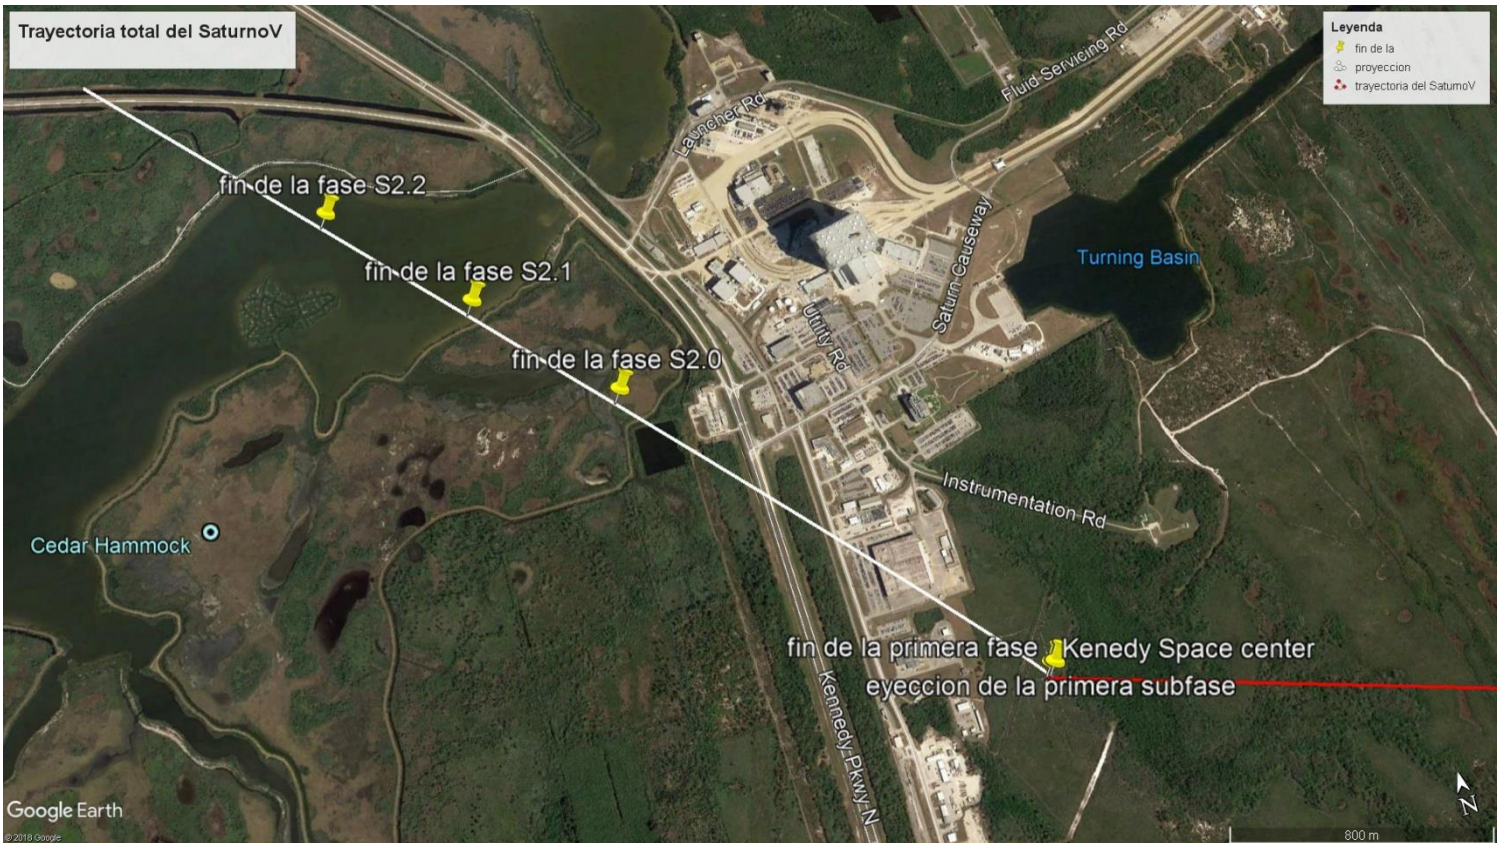 Trayectoria total del SaturnoV
Leyenda
fin de la
proyeccion
trayectoria del SaturnoV
Fluid Servicing Rd
Launcher Rd
fin de la fase S2.2
Saturn Causeway
Turning Basin
fin de la fase S2.1
Utility Rd
fin de la fase S2.0
Instrumentation Rd
Cedar Hammock
fin de la primera fase
Kenedy Space center
eyeccion de la primera subfase
Kennedy Pkwy N
N
Google Earth
© 2018 Google
800 m